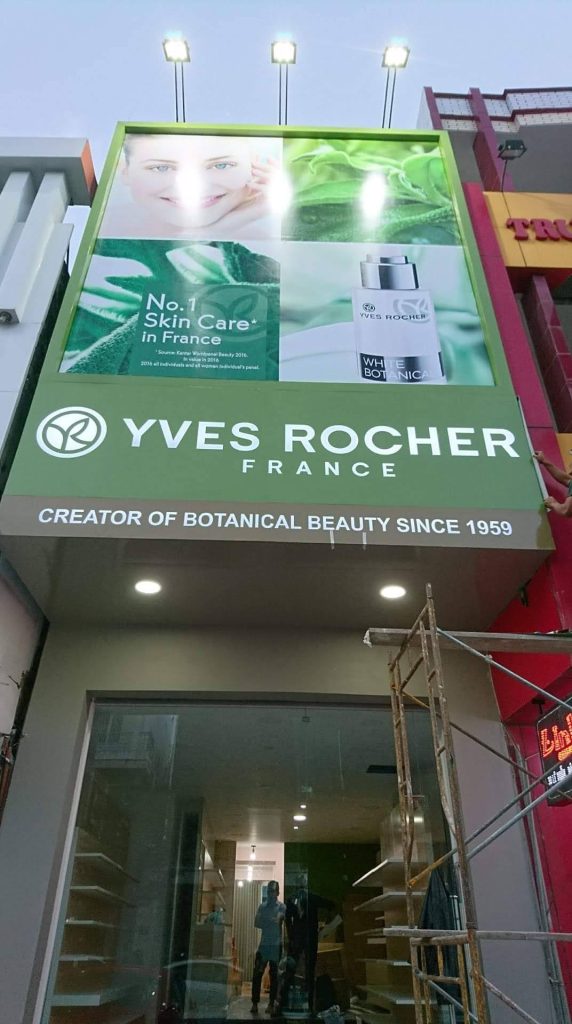 No.1
Skin Care*
in France
YVES ROCHER
WHITE
BOTANICAL
YVES ROCHER
FRANCE
CREATOR OF BOTANICAL BEAUTY SINCE 1959